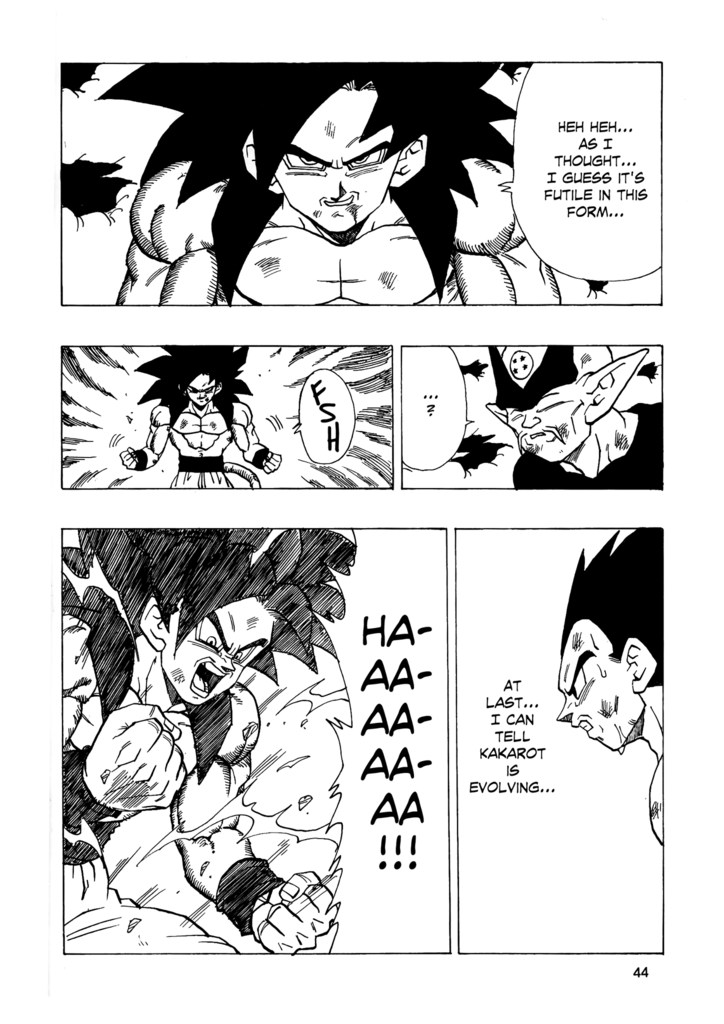 HEH HEH...
AS I
THOUGHT...
I GUESS IT'S
FUTILE IN THIS
FORM...
FSH
...
?
HA-
AA-
AA-
AA-
AA
!!!
AT
LAST...
I CAN
TELL
KAKAROT
IS
EVOLVING...
44